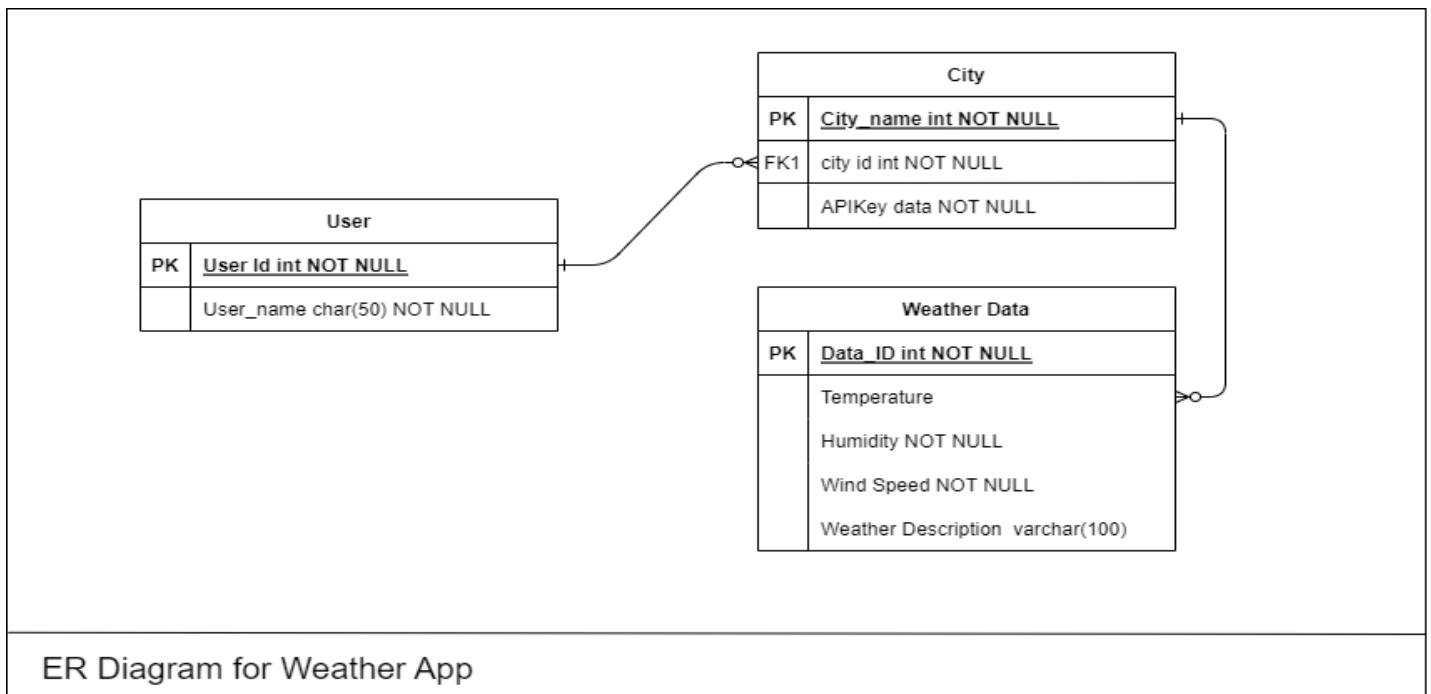 City
PK City_name int NOT NULL
FK1 city id int NOT NULL
APIKey data NOT NULL
User
PK User Id int NOT NULL
User_name char(50) NOT NULL
Weather Data
PK Data_ID int NOT NULL
Temperature
Humidity NOT NULL
Wind Speed NOT NULL
Weather Description varchar(100)
ER Diagram for Weather App